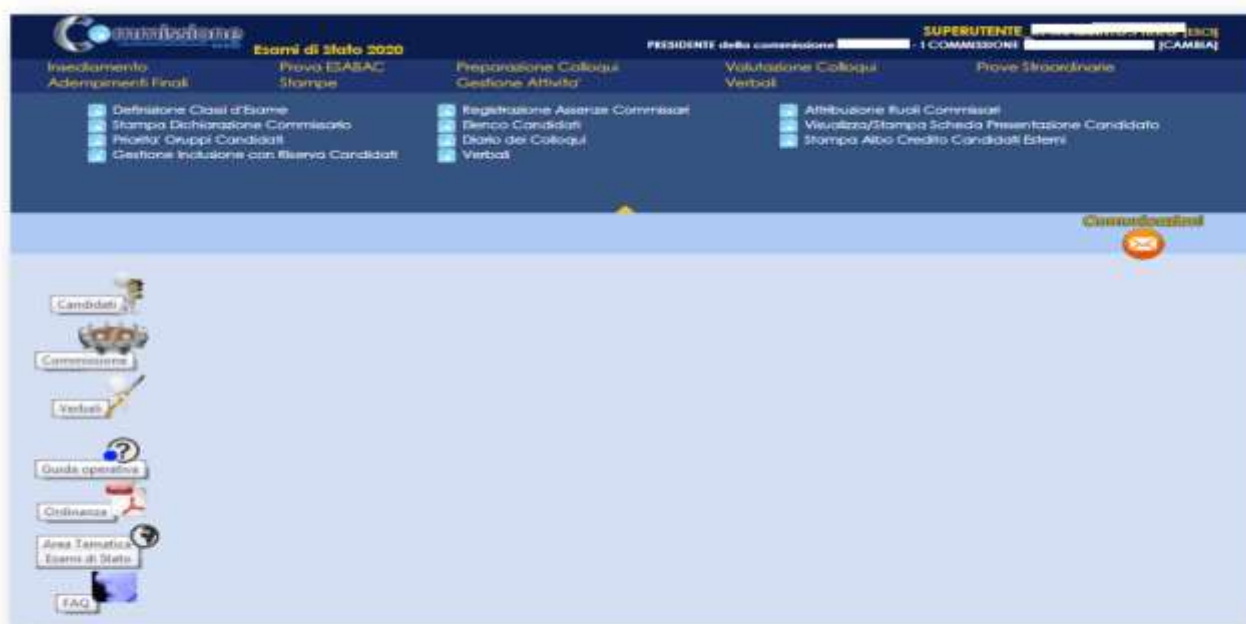 Commissione
Esami di Stato 2020
SUPERUTENTE [ESCI]
PRESIDENTE della commissione - 1 COMMISSIONE [CAMBIA]
Insediamento Prova ESABAC Preparazione Colloqui Valutazione Colloqui Prove Straordinarie
Adempimenti Finali Stampe Gestione Attivita' Verbali
Definizione Classi d'Esame Registrazione Assenze Commissari Attribuzione Ruoli Commissari
Stampa Dichiarazione Commissario Elenco Candidati Visualizza/Stampa Scheda Presentazione Candidato
Priorita' Gruppi Candidati Diario dei Colloqui Stampa Albo Credito Candidati Esterni
Gestione Inclusione con Riserva Candidati Verbali
Comunicazioni
Candidati
Commissione
Verbali
Guida operativa
Ordinanza
Area Tematica
Esami di Stato
FAQ